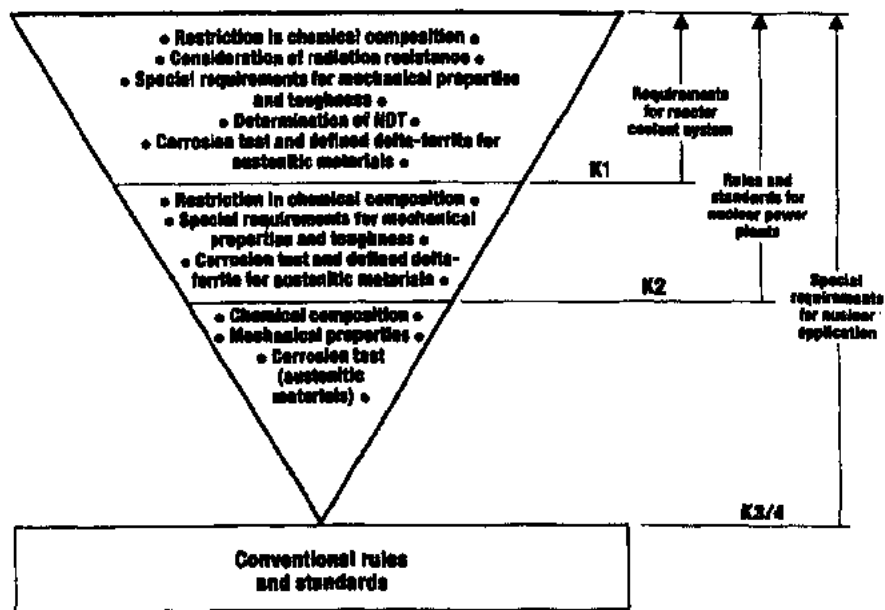 • Restriction in chemical composition •
• Consideration of radiation resistance •
• Special requirements for mechanical properties
and toughness •
• Determination of NDT •
• Corrosion test and defined delta-ferrite for
austenitic materials •
K1
• Restriction in chemical composition •
• Special requirements for mechanical
properties and toughness •
• Corrosion test and defined delta-
ferrite for austenitic materials •
K2
• Chemical composition •
• Mechanical properties •
• Corrosion test
(austenitic
materials) •
K3/4
Requirements
for reactor
coolant system
Rules and
standards for
nuclear power
plants
Special
requirements
for nuclear
application
Conventional rules
and standards